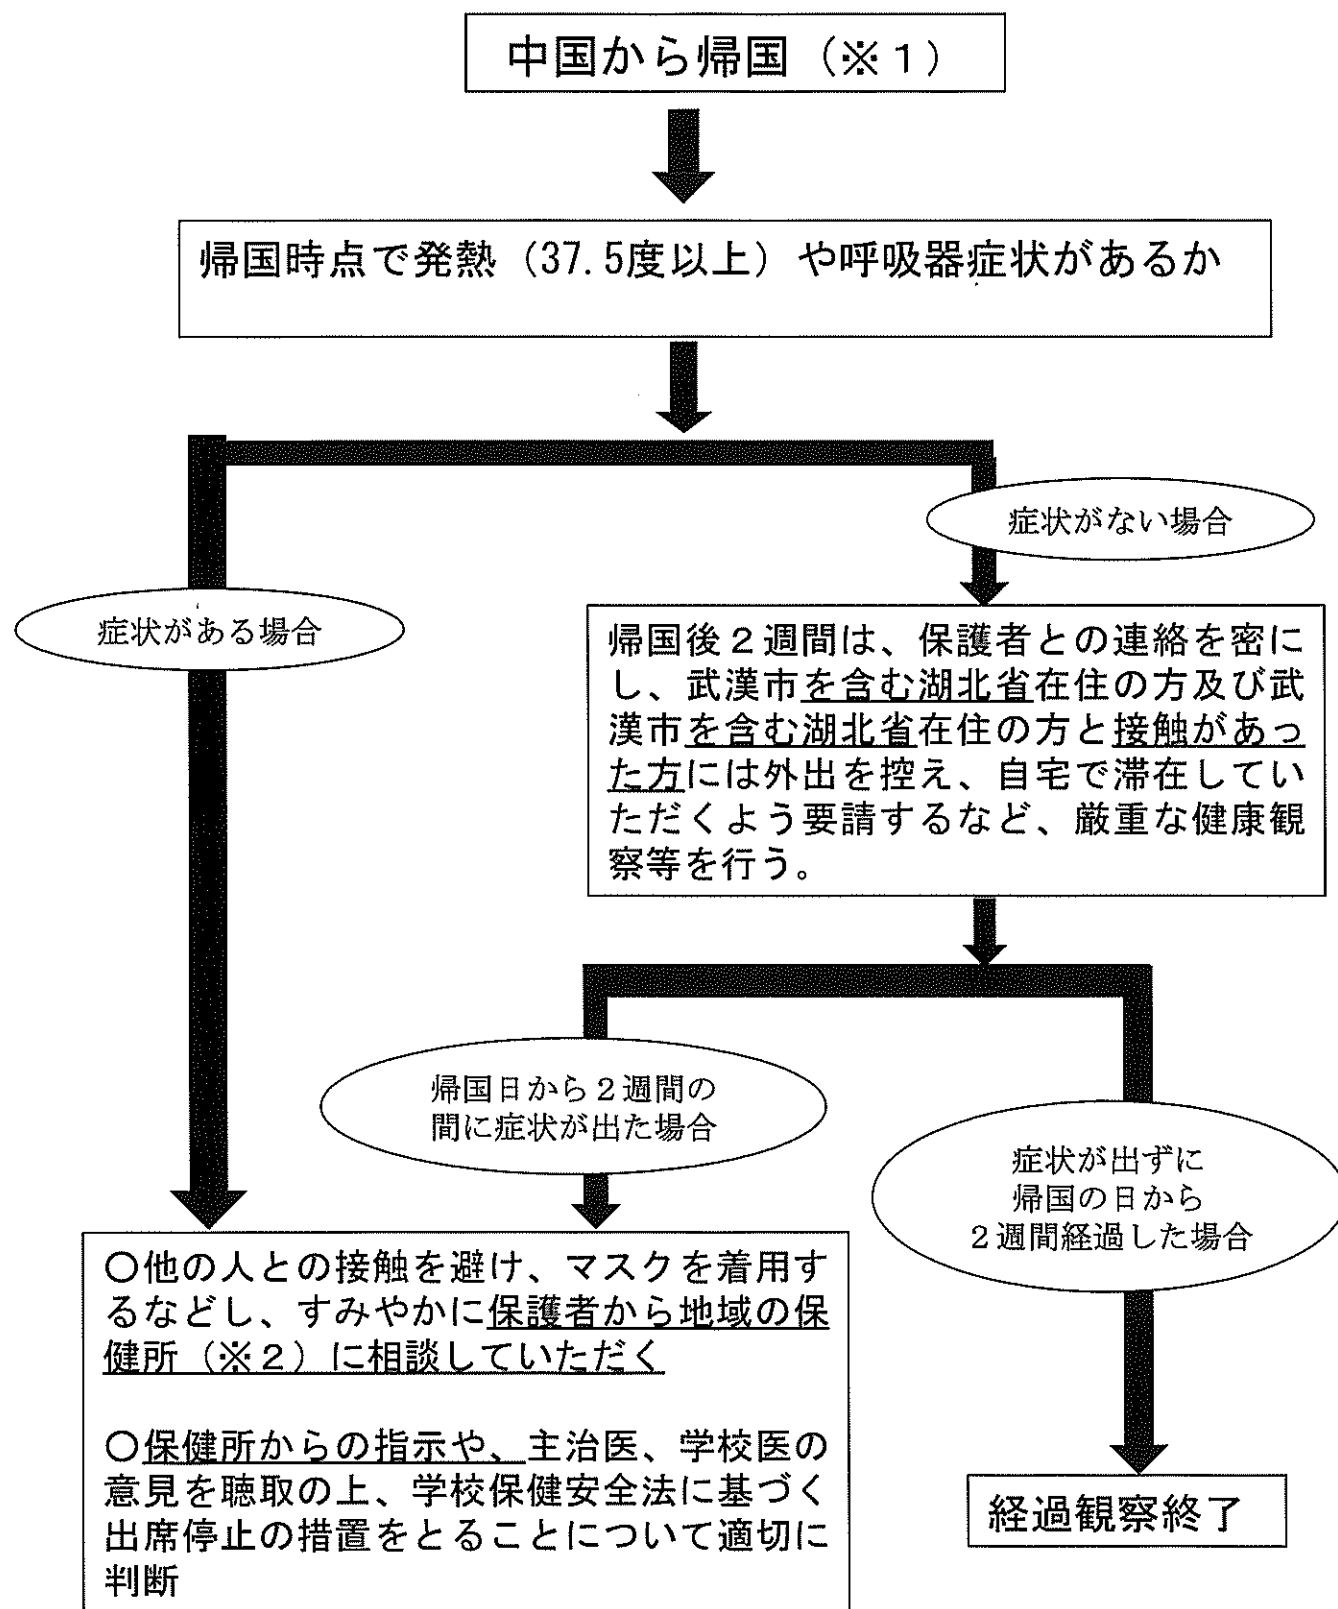 中国から帰国（※１）
帰国時点で発熱（37.5度以上）や呼吸器症状があるか
症状がない場合
症状がある場合
帰国後２週間は、保護者との連絡を密に
し、武漢市を含む湖北省在住の方及び武
漢市を含む湖北省在住の方と接触があっ
た方には外出を控え、自宅で滞在してい
ただくよう要請するなど、厳重な健康観
察等を行う。
帰国日から２週間の
間に症状が出た場合
症状が出ずに
帰国の日から
２週間経過した場合
〇他の人との接触を避け、マスクを着用す
るなどし、すみやかに保護者から地域の保
健所（※２）に相談していただく
〇保健所からの指示や、主治医、学校医の
意見を聴取の上、学校保健安全法に基づく
出席停止の措置をとることについて適切に
判断
経過観察終了